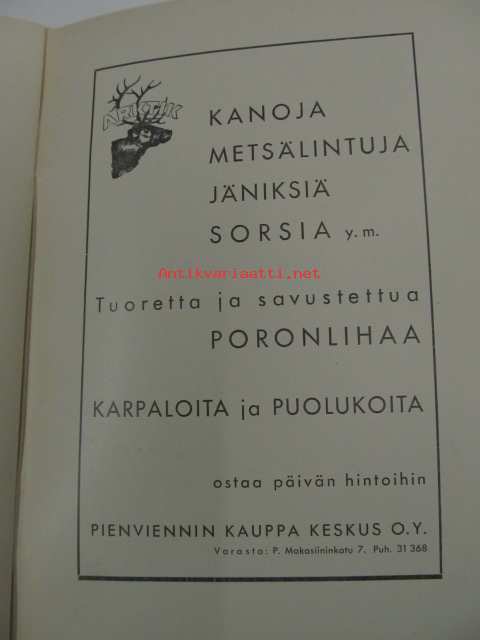 ARKTIK
KANOJA
METSÄLINTUJA
JÄNIKSIÄ
SORSIA y.m.
Antikvariaatti.net
Tuoretta ja savustettua
PORONLIHAA
KARPALOITA ja PUOLUKOITA
ostaa päivän hintoihin
PIENVIENNIN KAUPPA KESKUS O.Y.
Varasto: P. Makasiininkatu 7. Puh. 31 368